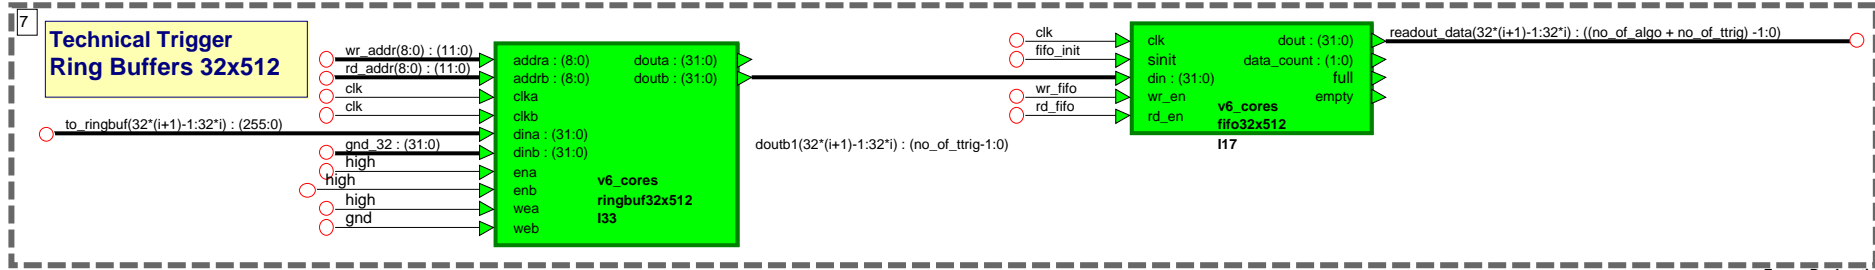 7
Technical Trigger
Ring Buffers 32x512
wr_addr(8:0) : (11:0)
rd_addr(8:0) : (11:0)
clk
clk
to_ringbuf(32*(i+1)-1:32*i) : (255:0)
gnd_32 : (31:0)
high
high
high
gnd
addra : (8:0)
addrb : (8:0)
clka
clkb
dina : (31:0)
dinb : (31:0)
ena
enb
wea
web
douta : (31:0)
doutb : (31:0)
v6_cores
ringbuf32x512
I33
doutb1(32*(i+1)-1:32*i) : (no_of_ttrig-1:0)
clk
fifo_init
wr_fifo
rd_fifo
clk
sinit
din : (31:0)
wr_en
rd_en
dout : (31:0)
data_count : (1:0)
full
empty
v6_cores
fifo32x512
I17
readout_data(32*(i+1)-1:32*i) : ((no_of_algo + no_of_ttrig) -1:0)